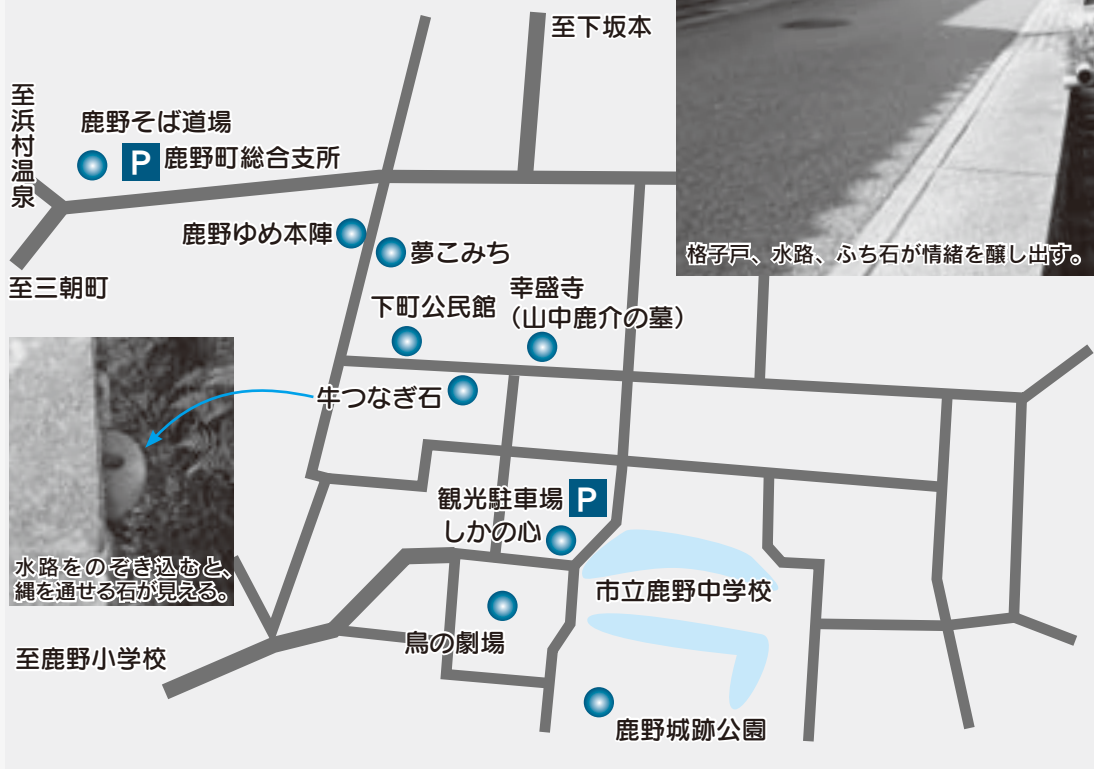 至下坂本
至浜村温泉
鹿野そば道場
P
鹿野町総合支所
格子戸、水路、ふち石が情緒を醸し出す。
鹿野ゆめ本陣
夢こみち
至三朝町
下町公民館
幸盛寺
（山中鹿介の墓）
牛つなぎ石
観光駐車場
P
しかの心
水路をのぞき込むと、
縄を通せる石が見える。
市立鹿野中学校
鳥の劇場
至鹿野小学校
鹿野城跡公園